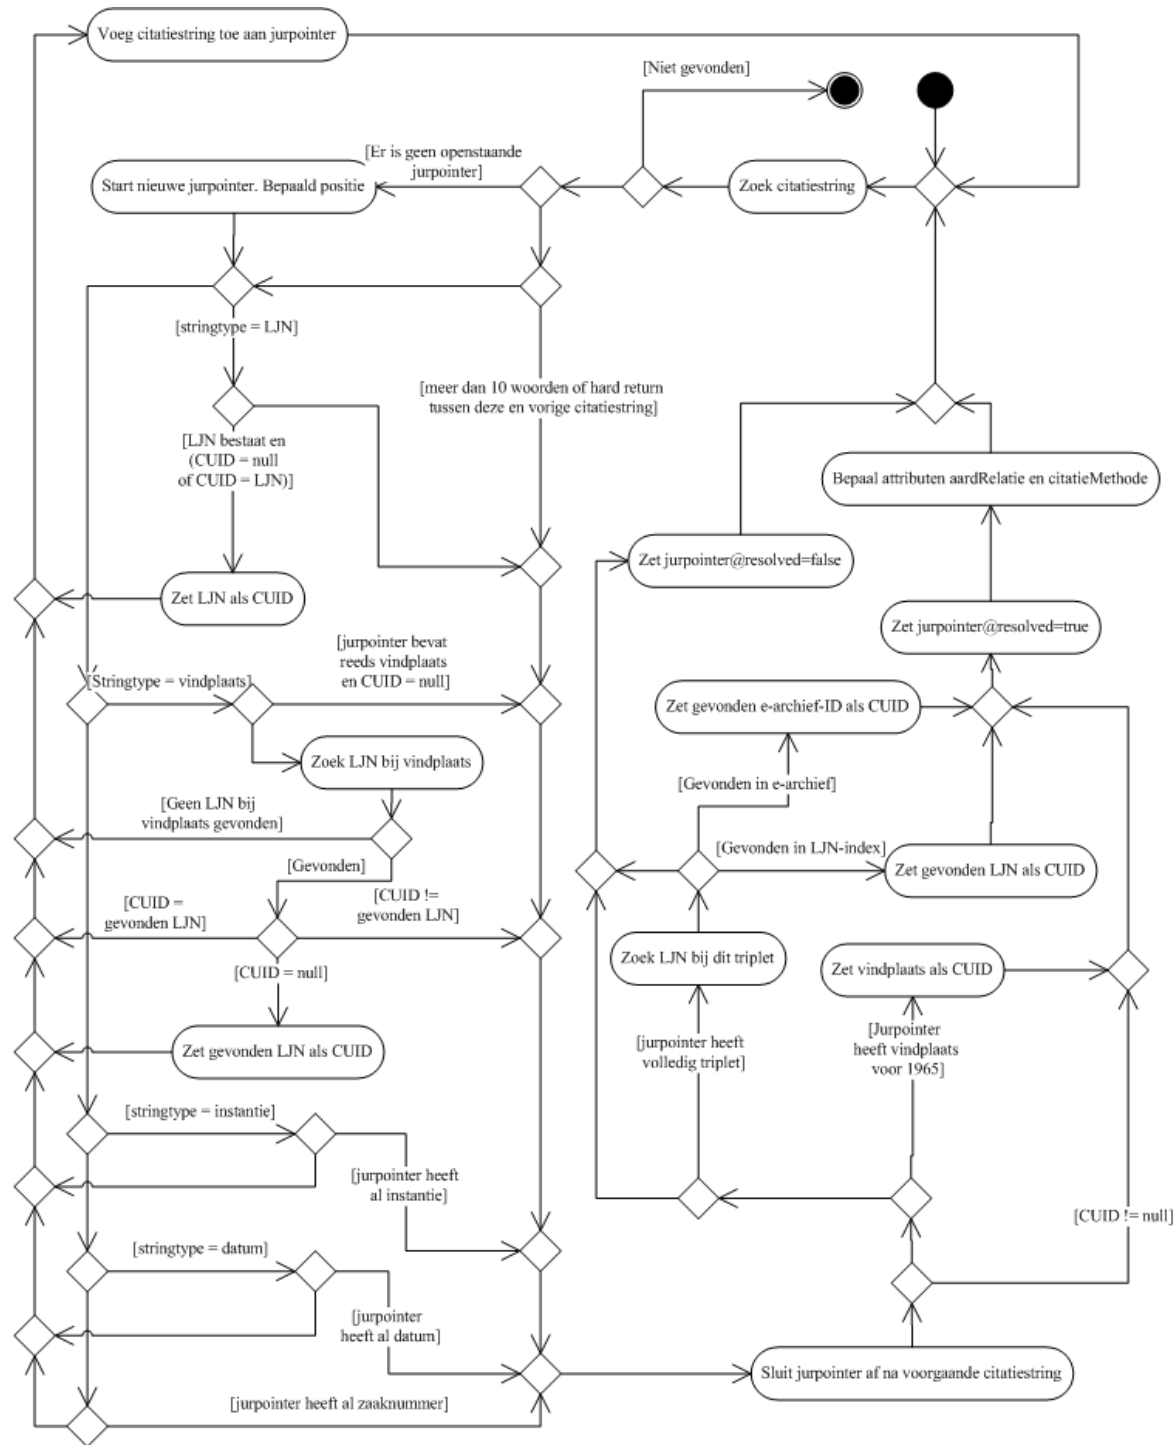 Voeg citatiestring toe aan jurpointer
[Niet gevonden]
[Er is geen openstaande
jurpointer]
Start nieuwe jurpointer. Bepaald positie
Zoek citatiestring
[stringtype = LJN]
[meer dan 10 woorden of hard return
tussen deze en vorige citatiestring]
[LJN bestaat en
(CUID = null
of CUID = LJN)]
Bepaal attributen aardRelatie en citatieMethode
Zet jurpointer@resolved=false
Zet LJN als CUID
Zet jurpointer@resolved=true
[jurpointer bevat
reeds vindplaats
en CUID = null]
[Stringtype = vindplaats]
Zet gevonden e-archief-ID als CUID
Zoek LJN bij vindplaats
[Gevonden in e-archief]
[Geen LJN bij
vindplaats gevonden]
[Gevonden in LJN-index]
[Gevonden]
Zet gevonden LJN als CUID
[CUID =
gevonden LJN]
[CUID !=
gevonden LJN]
Zoek LJN bij dit triplet
Zet vindplaats als CUID
[CUID = null]
[jurpointer heeft
volledig triplet]
[Jurpointer
heeft vindplaats
voor 1965]
Zet gevonden LJN als CUID
[stringtype = instantie]
[jurpointer heeft
al instantie]
[CUID != null]
[stringtype = datum]
[jurpointer
heeft al datum]
Sluit jurpointer af na voorgaande citatiestring
[jurpointer heeft al zaaknummer]